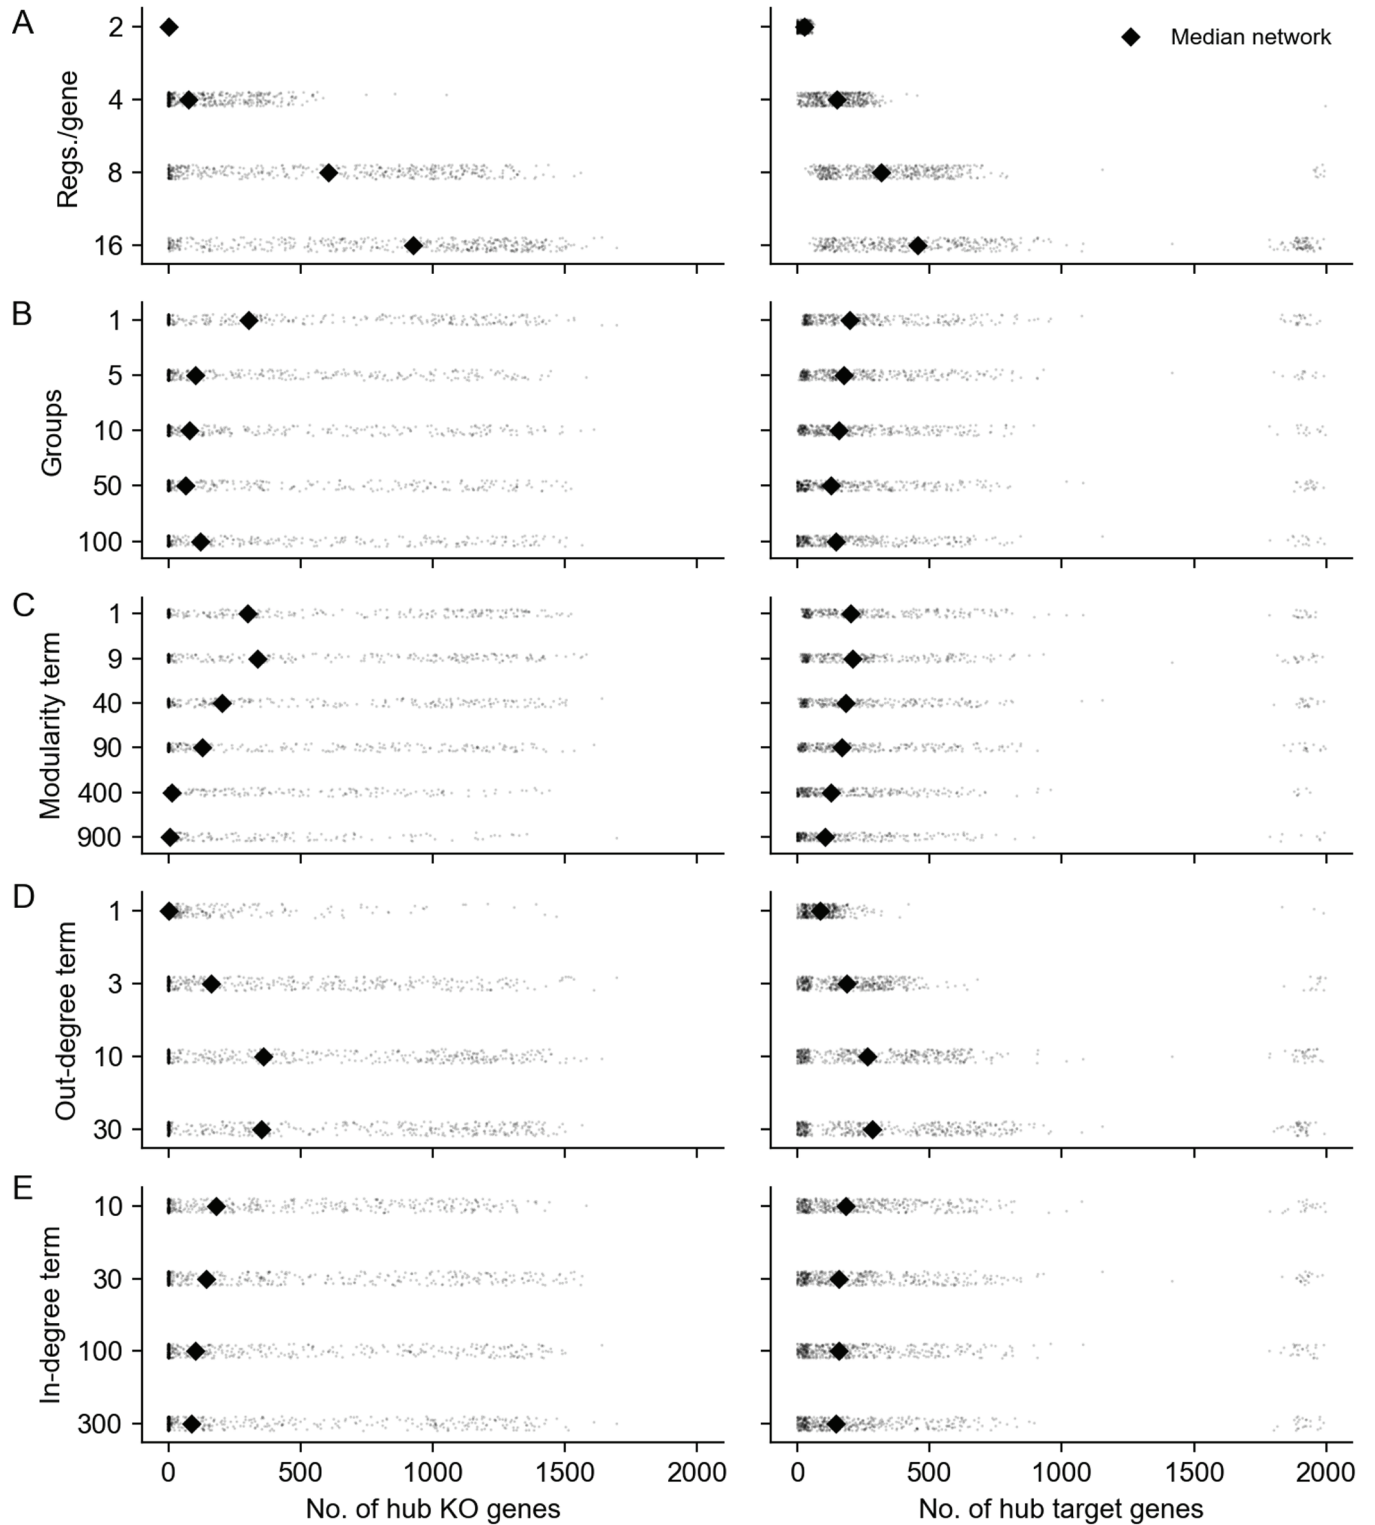 A
Regs./gene
2
4
8
16
Median network
B
Groups
1
5
10
50
100
C
Modularity term
1
9
40
90
400
900
D
Out-degree term
1
3
10
30
E
In-degree term
10
30
100
300
0 500 1000 1500 2000
No. of hub KO genes
0 500 1000 1500 2000
No. of hub target genes